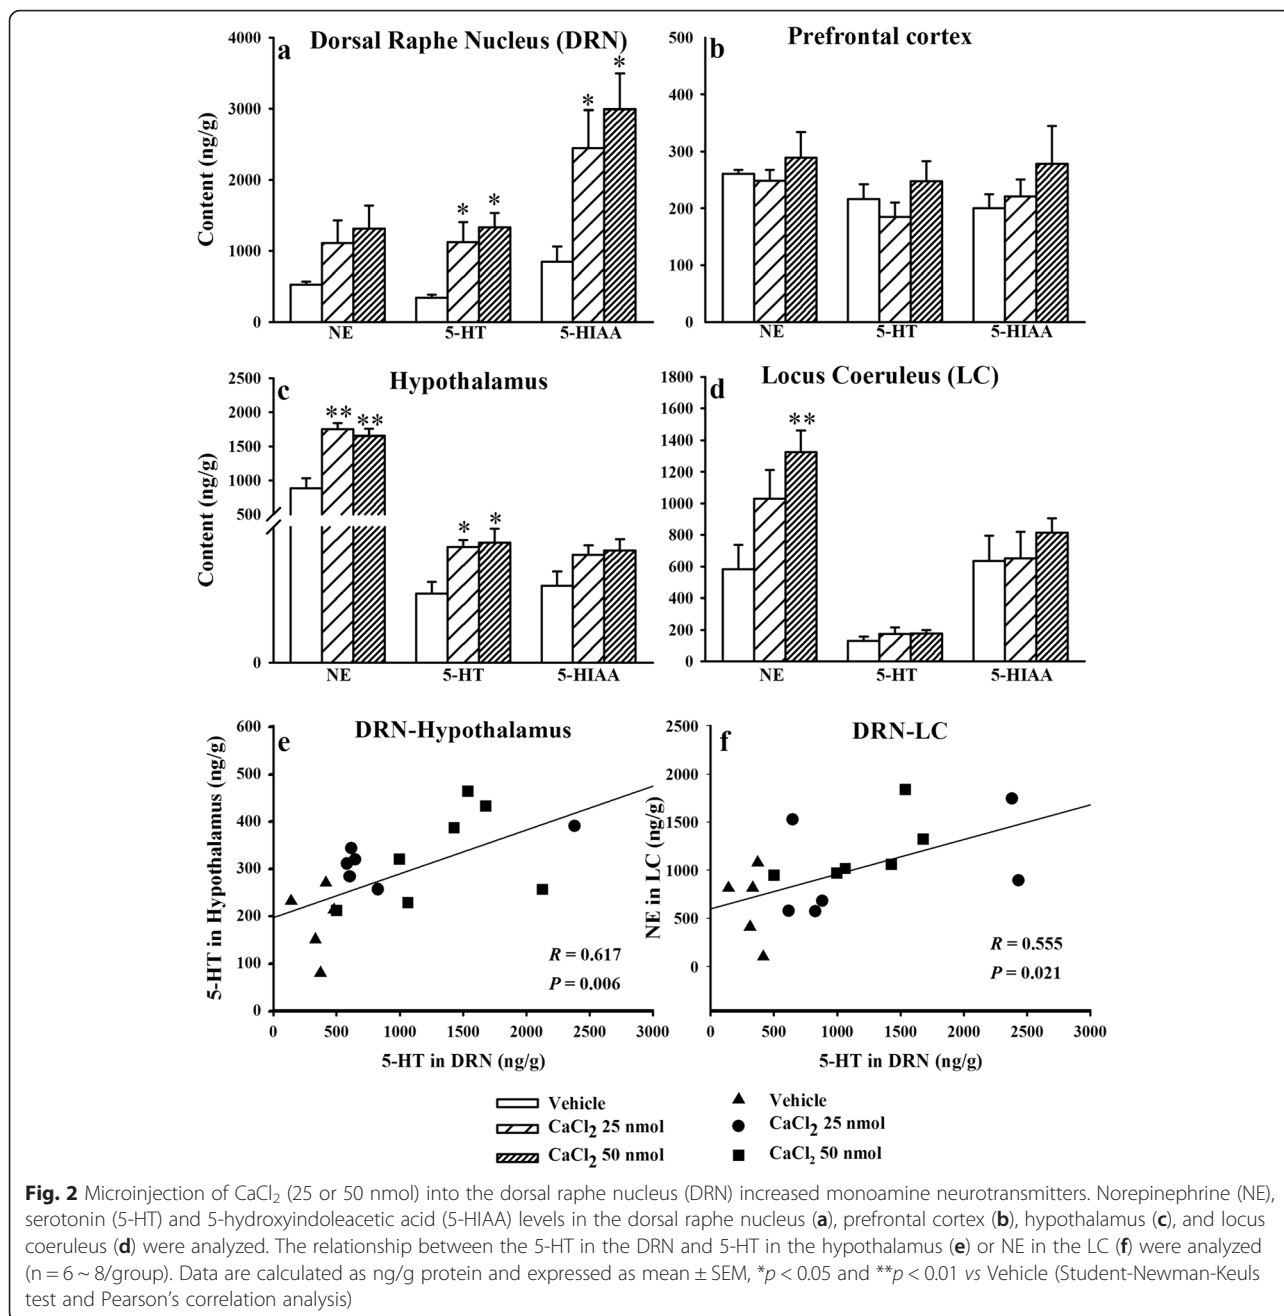 a Dorsal Raphe Nucleus (DRN)
Content (ng/g)
4000
3000
2000
1000
0
* * * *
NE 5-HT 5-HIAA
b Prefrontal cortex
500
400
300
200
100
0
NE 5-HT 5-HIAA
c Hypothalamus
Content (ng/g)
2500
2000
1500
1000
500
0
** ** * *
NE 5-HT 5-HIAA
d Locus Coeruleus (LC)
1800
1600
1400
1200
1000
800
600
400
200
0
**
NE 5-HT 5-HIAA
e DRN-Hypothalamus
5-HT in Hypothalamus (ng/g)
600
500
400
300
200
100
0
R = 0.617
P = 0.006
0 500 1000 1500 2000 2500 3000
5-HT in DRN (ng/g)
f DRN-LC
NE in LC (ng/g)
2500
2000
1500
1000
500
0
R = 0.555
P = 0.021
0 500 1000 1500 2000 2500 3000
5-HT in DRN (ng/g)
Vehicle
CaCl₂ 25 nmol
CaCl₂ 50 nmol
Vehicle
CaCl₂ 25 nmol
CaCl₂ 50 nmol
Fig. 2 Microinjection of CaCl₂ (25 or 50 nmol) into the dorsal raphe nucleus (DRN) increased monoamine neurotransmitters. Norepinephrine (NE),
serotonin (5-HT) and 5-hydroxyindoleacetic acid (5-HIAA) levels in the dorsal raphe nucleus (a), prefrontal cortex (b), hypothalamus (c), and locus
coeruleus (d) were analyzed. The relationship between the 5-HT in the DRN and 5-HT in the hypothalamus (e) or NE in the LC (f) were analyzed
(n = 6 ~ 8/group). Data are calculated as ng/g protein and expressed as mean ± SEM, *p < 0.05 and **p < 0.01 vs Vehicle (Student-Newman-Keuls
test and Pearson's correlation analysis)